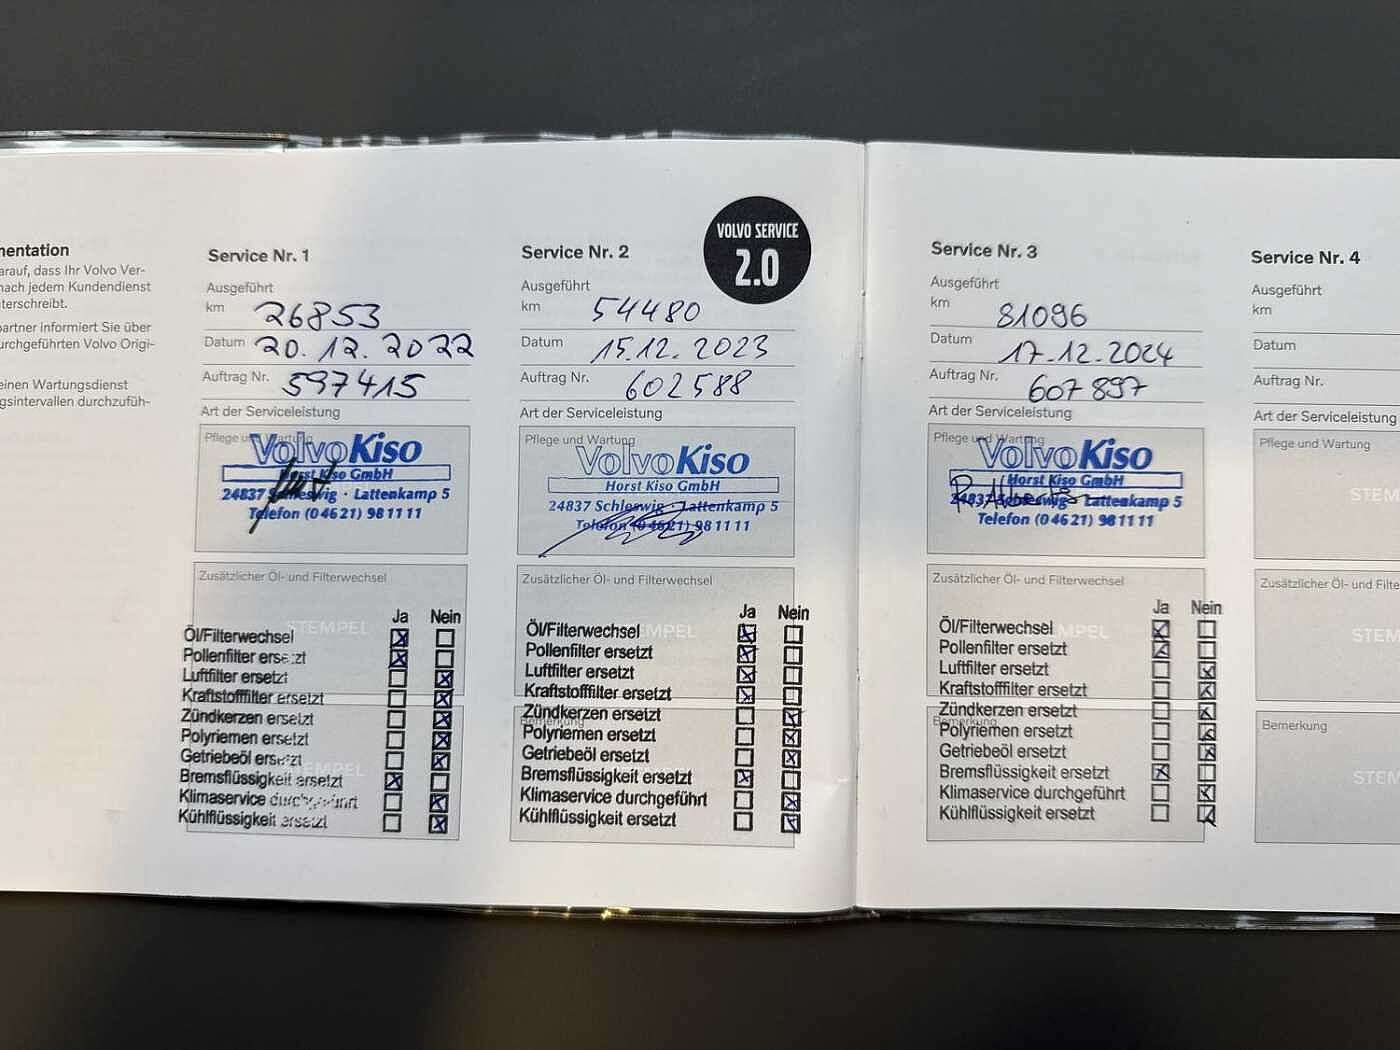 mentation
arauf, dass Ihr Volvo Ver-
nach jedem Kundendienst
terschreibt.
partner informiert Sie über
urchgeführten Volvo Origi-
einen Wartungsdienst
gsintervallen durchzufüh-
Service Nr. 1
Ausgeführt
km 26853
Datum 20.12.2022
Auftrag Nr. 597415
Art der Serviceleistung
Pflege und Wartung
VolvoKiso
Horst Kiso GmbH
24837 Schleswig · Lattenkamp 5
Telefon (0 46 21) 98 11 11
Zusätzlicher Öl- und Filterwechsel
STEMPEL
Ja Nein
Öl/Filterwechsel
Pollenfilter ersetzt
Luftfilter ersetzt
Kraftstofffilter ersetzt
Zündkerzen ersetzt
Polyriemen ersetzt
Getriebeöl ersetzt
STEMPEL
Bremsflüssigkeit ersetzt
Klimaservice durchgeführt
Kühlflüssigkeit ersetzt
VOLVO SERVICE
2.0
Service Nr. 2
Ausgeführt
km 54480
Datum 15.12.2023
Auftrag Nr. 602588
Art der Serviceleistung
Pflege und Wartung
VolvoKiso
Horst Kiso GmbH
24837 Schleswig · Lattenkamp 5
Telefon (0 46 21) 98 11 11
Zusätzlicher Öl- und Filterwechsel
STEMPEL
Ja Nein
Öl/Filterwechsel
Pollenfilter ersetzt
Luftfilter ersetzt
Kraftstofffilter ersetzt
Zündkerzen ersetzt
Bemerkung
Polyriemen ersetzt
Getriebeöl ersetzt
Bremsflüssigkeit ersetzt
Klimaservice durchgeführt
Kühlflüssigkeit ersetzt
Service Nr. 3
Ausgeführt
km 81096
Datum 17.12.2024
Auftrag Nr. 607897
Art der Serviceleistung
Pflege und Wartung
VolvoKiso
Horst Kiso GmbH
24837 Schleswig · Lattenkamp 5
Telefon (0 46 21) 98 11 11
Zusätzlicher Öl- und Filterwechsel
STEMPEL
Ja Nein
Öl/Filterwechsel
Pollenfilter ersetzt
Luftfilter ersetzt
Kraftstofffilter ersetzt
Zündkerzen ersetzt
Bemerkung
Polyriemen ersetzt
Getriebeöl ersetzt
Bremsflüssigkeit ersetzt
Klimaservice durchgeführt
Kühlflüssigkeit ersetzt
Service Nr. 4
Ausgeführt
km
Datum
Auftrag Nr.
Art der Serviceleistung
Pflege und Wartung
STEM
Zusätzlicher Öl- und Filte
STEM
Bemerkung
STEM